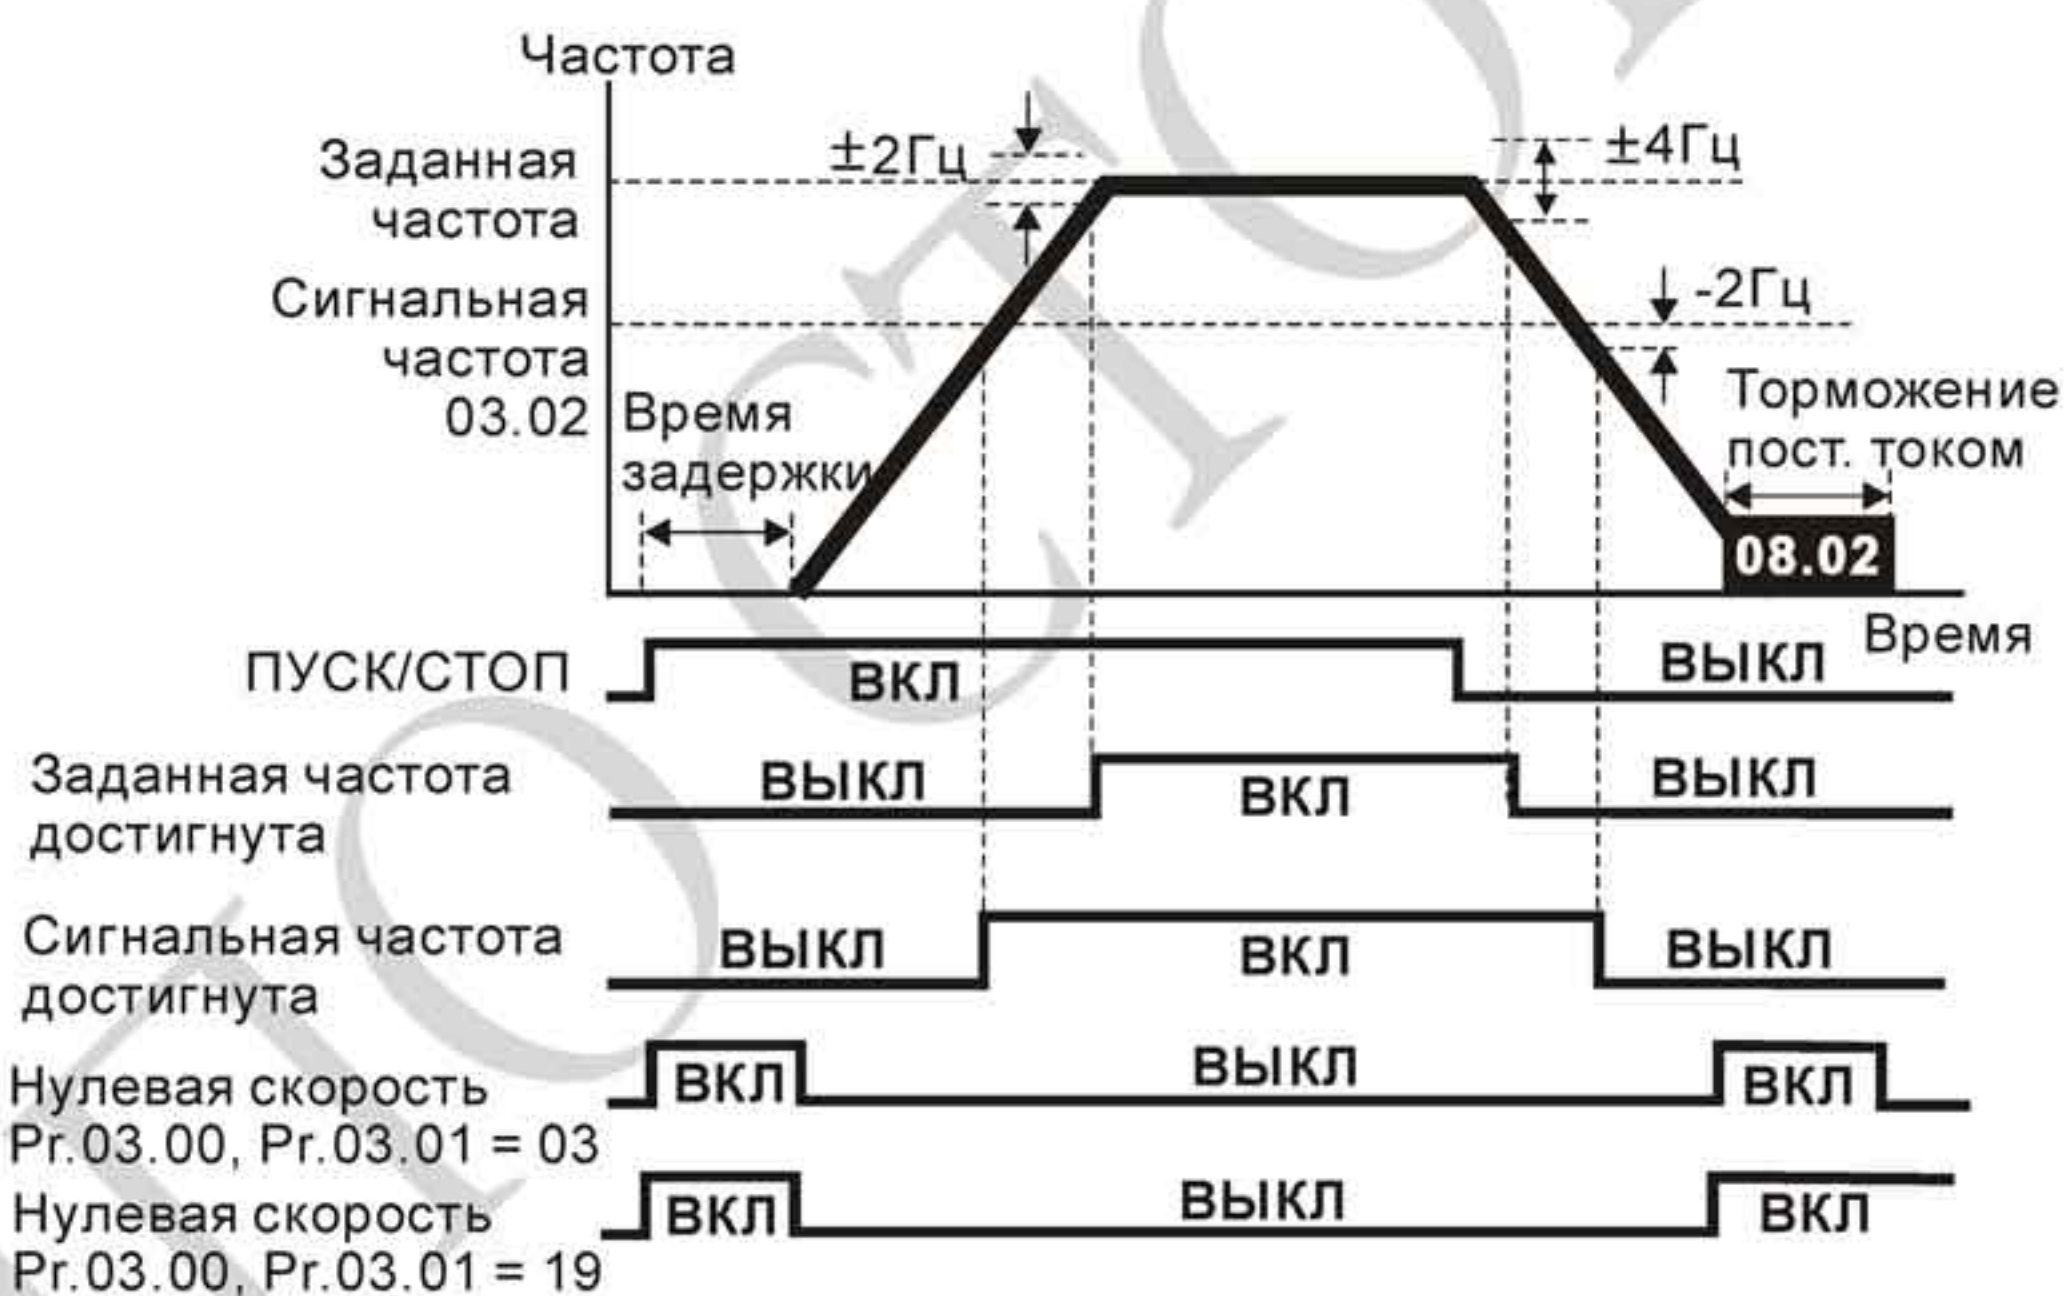 Частота
Заданная
частота
±2Гц
±4Гц
Сигнальная
частота
03.02
-2Гц
Время
задержки
Торможение
пост. током
08.02
Время
ПУСК/СТОП
ВКЛ
ВЫКЛ
Заданная частота
достигнута
ВЫКЛ
ВКЛ
ВЫКЛ
Сигнальная частота
достигнута
ВЫКЛ
ВКЛ
ВЫКЛ
Нулевая скорость
Pr.03.00, Pr.03.01 = 03
ВКЛ
ВЫКЛ
ВКЛ
Нулевая скорость
Pr.03.00, Pr.03.01 = 19
ВКЛ
ВЫКЛ
ВКЛ